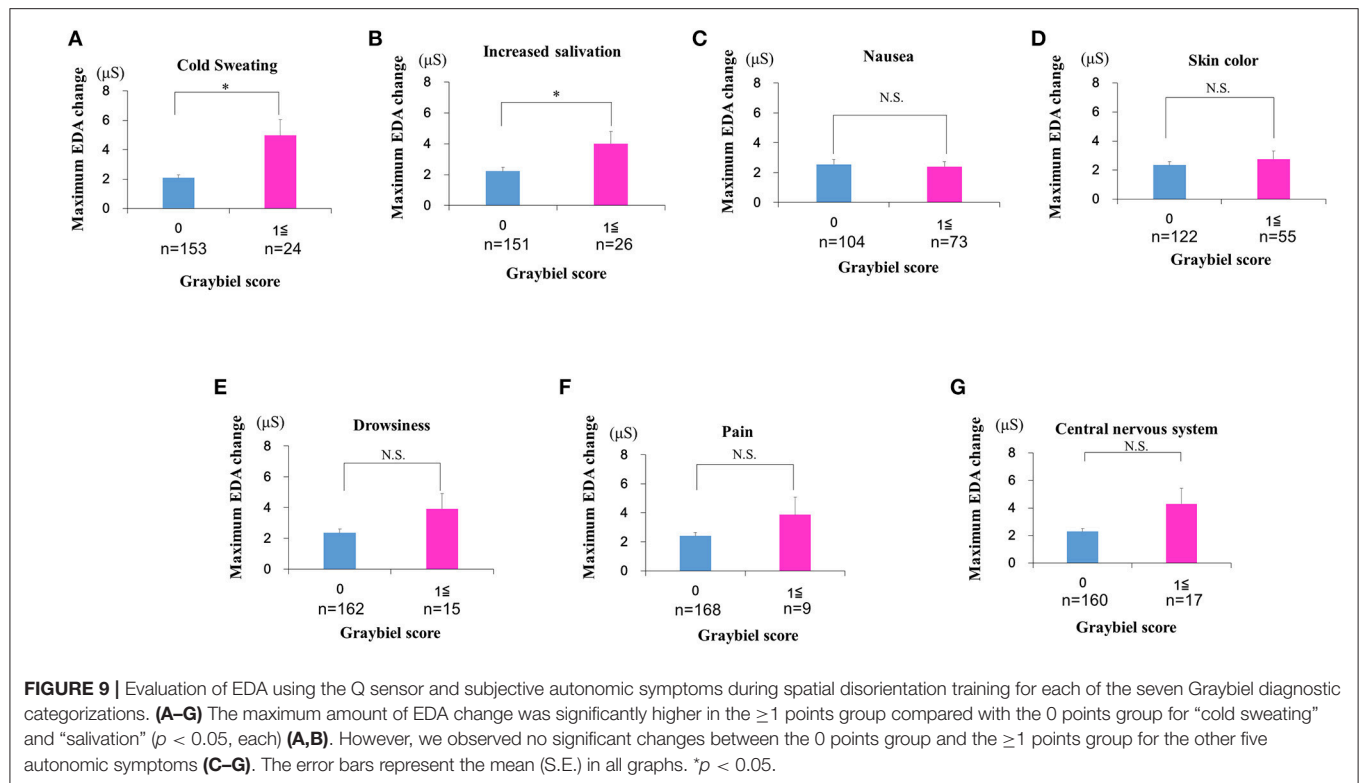 A
Cold Sweating
(μS)
Maximum EDA change
8
6
4
2
0
*
0
1≦
n=153
n=24
Graybiel score
B
Increased salivation
(μS)
Maximum EDA change
8
6
4
2
0
*
0
1≦
n=151
n=26
Graybiel score
C
Nausea
(μS)
Maximum EDA change
8
6
4
2
0
N.S.
0
1≦
n=104
n=73
Graybiel score
D
Skin color
(μS)
Maximum EDA change
8
6
4
2
0
N.S.
0
1≦
n=122
n=55
Graybiel score
E
Drowsiness
(μS)
Maximum EDA change
8
6
4
2
0
N.S.
0
1≦
n=162
n=15
Graybiel score
F
Pain
(μS)
Maximum EDA change
8
6
4
2
0
N.S.
0
1≦
n=168
n=9
Graybiel score
G
Central nervous system
(μS)
Maximum EDA change
8
6
4
2
0
N.S.
0
1≦
n=160
n=17
Graybiel score
FIGURE 9 | Evaluation of EDA using the Q sensor and subjective autonomic symptoms during spatial disorientation training for each of the seven Graybiel diagnostic
categorizations. (A–G) The maximum amount of EDA change was significantly higher in the ≥1 points group compared with the 0 points group for “cold sweating”
and “salivation” (p < 0.05, each) (A,B). However, we observed no significant changes between the 0 points group and the ≥1 points group for the other five
autonomic symptoms (C–G). The error bars represent the mean (S.E.) in all graphs. *p < 0.05.